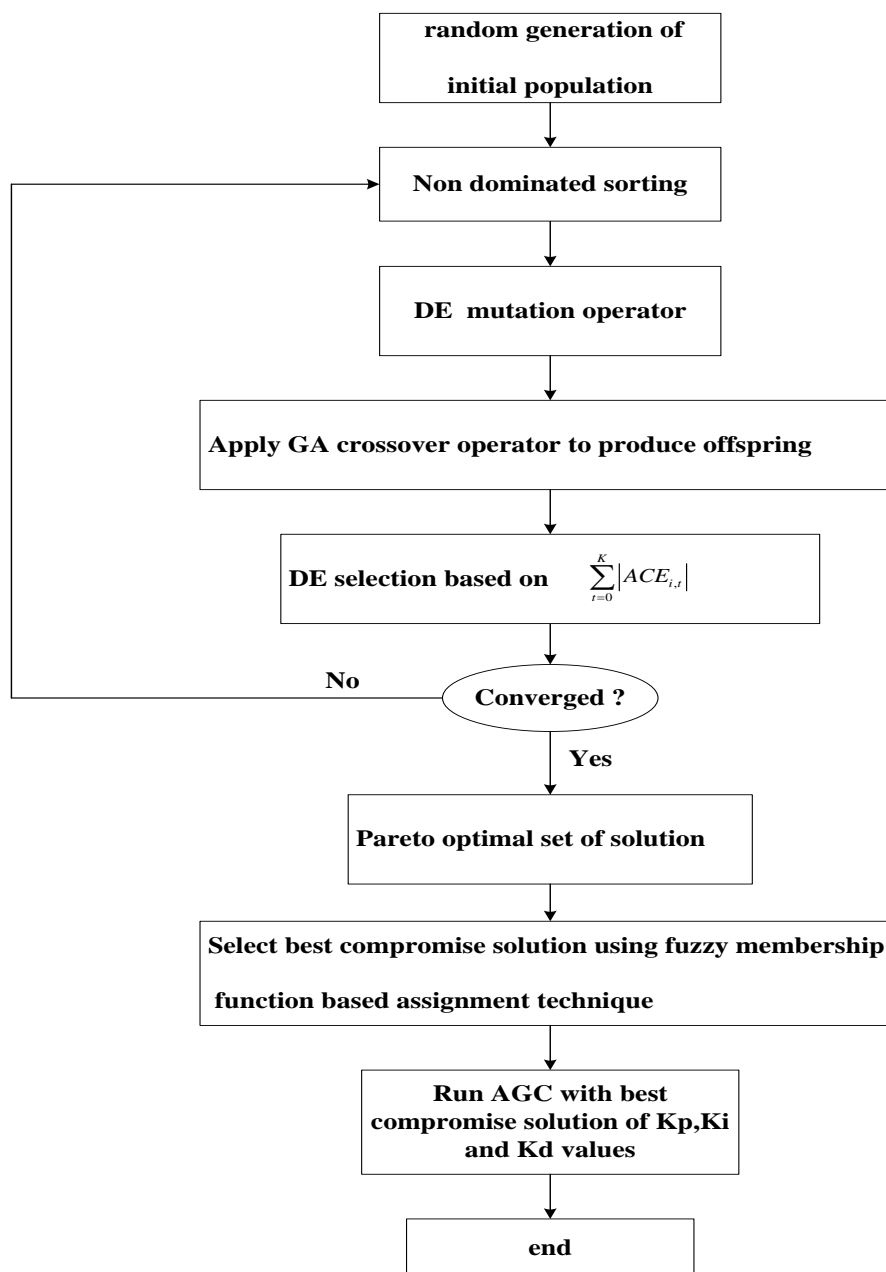 random generation of
initial population
Non dominated sorting
DE mutation operator
Apply GA crossover operator to produce offspring
DE selection based on $\sum_{t=0}^{K} |ACE_{i,t}|$
No
Converged ?
Yes
Pareto optimal set of solution
Select best compromise solution using fuzzy membership
function based assignment technique
Run AGC with best
compromise solution of Kp,Ki
and Kd values
end